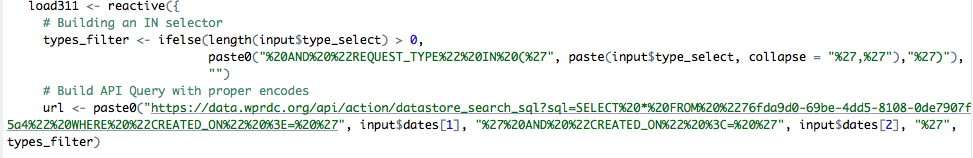 load311 <- reactive({
# Building an IN selector
types_filter <- ifelse(length(input$type_select) > 0,
paste0("%20AND%20%22REQUEST_TYPE%22%20IN%20(%27", paste(input$type_select, collapse = "%27,%27"),"%27)"),
"")
# Build API Query with proper encodes
url <- paste0("https://data.wprdc.org/api/action/datastore_search_sql?sql=SELECT%20*%20FROM%20%2276fda9d0-69be-4dd5-8108-0de7907f
5a4%22%20WHERE%20%22CREATED_ON%22%20%3E=%20%27", input$dates[1], "%27%20AND%20%22CREATED_ON%22%20%3C=%20%27", input$dates[2], "%27",
types_filter)